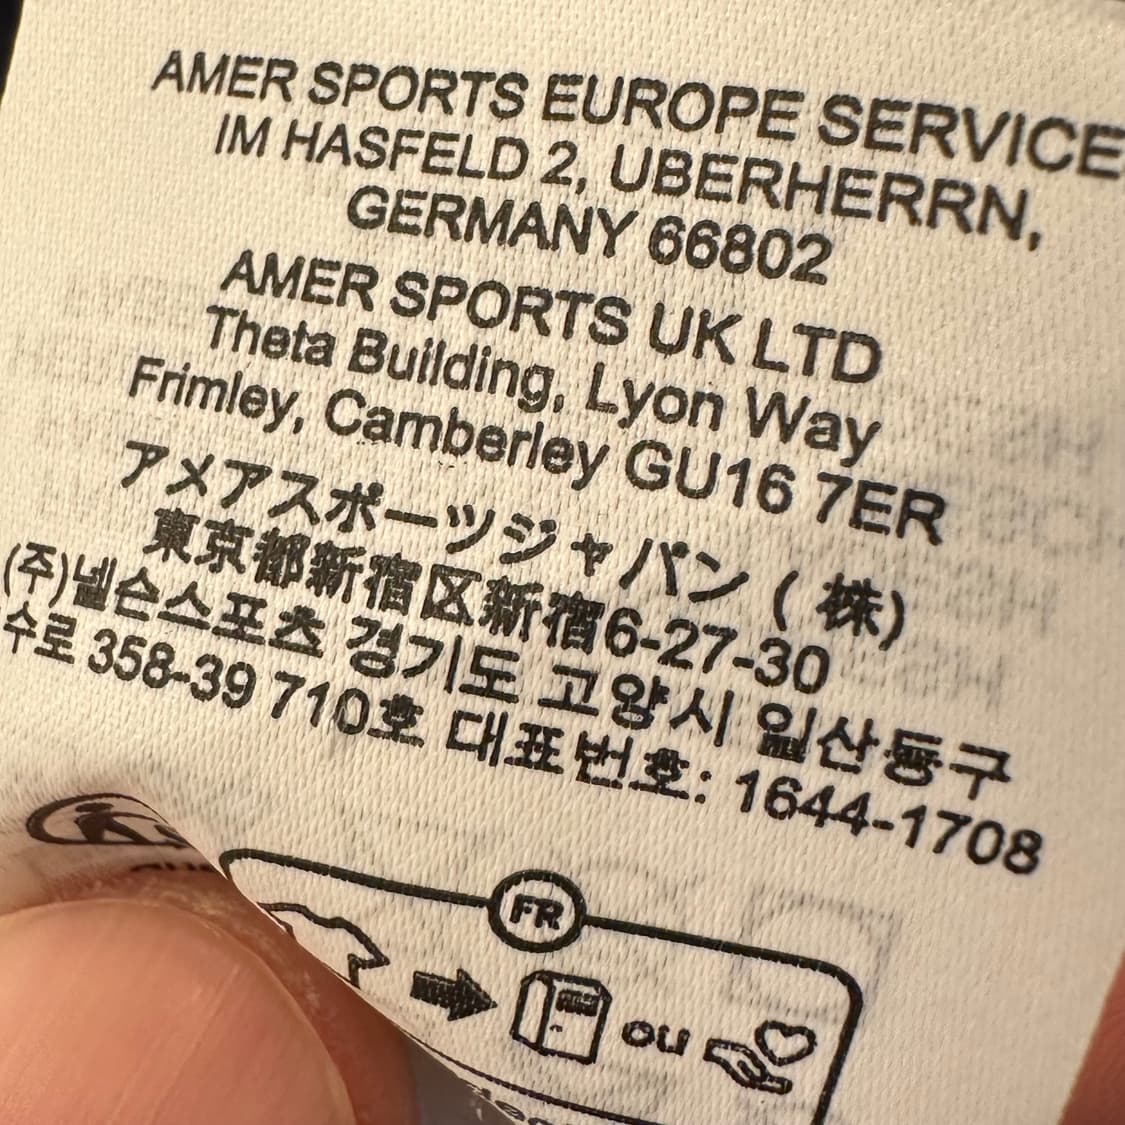 AMER SPORTS EUROPE SERVICE
IM HASFELD 2, UBERHERRN,
GERMANY 66802
AMER SPORTS UK LTD
Theta Building, Lyon Way
Frimley, Camberley GU16 7ER
アメアスポーツジャパン (株)
東京都新宿区新宿6-27-30
(주)넬슨스포츠 경기도 고양시 일산동구
수로 358-39 710호 대표번호: 1644-1708
FR
ou